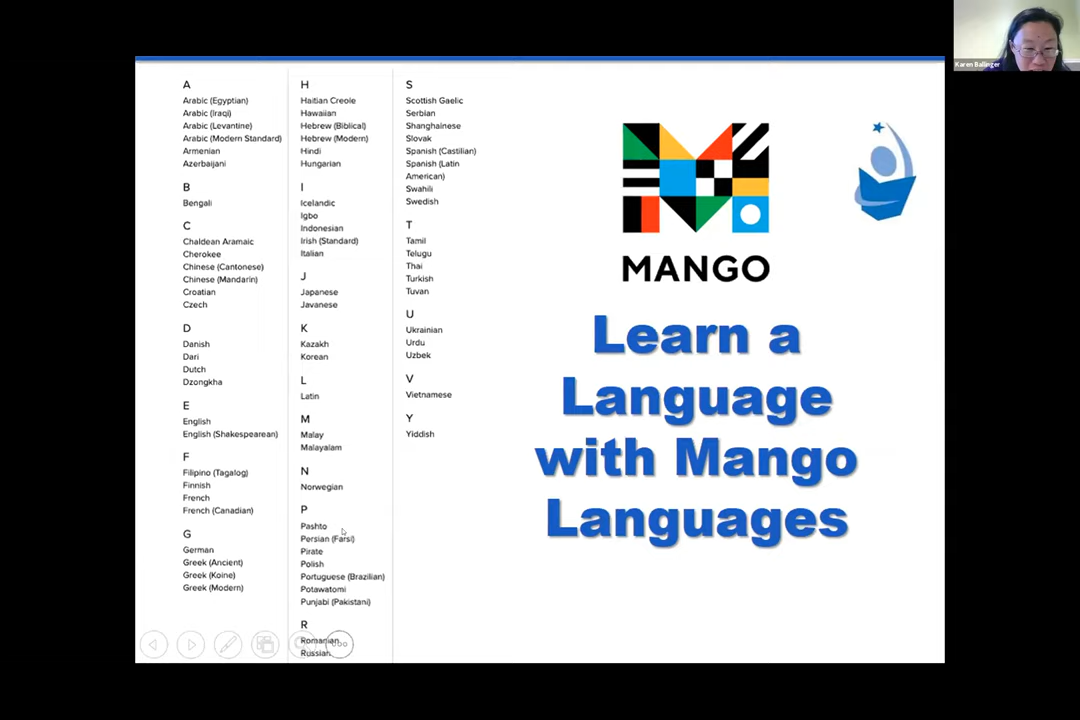 A
Arabic (Egyptian)
Arabic (Iraqi)
Arabic (Levantine)
Arabic (Modern Standard)
Armenian
Azerbaijani
B
Bengali
C
Chaldean Aramaic
Cherokee
Chinese (Cantonese)
Chinese (Mandarin)
Croatian
Czech
D
Danish
Dari
Dutch
Dzongkha
E
English
English (Shakespearean)
F
Filipino (Tagalog)
Finnish
French
French (Canadian)
G
German
Greek (Ancient)
Greek (Koine)
Greek (Modern)
H
Haitian Creole
Hawaiian
Hebrew (Biblical)
Hebrew (Modern)
Hindi
Hungarian
I
Icelandic
Igbo
Indonesian
Irish (Standard)
Italian
J
Japanese
Javanese
K
Kazakh
Korean
L
Latin
M
Malay
Malayalam
N
Norwegian
P
Pashto
Persian (Farsi)
Pirate
Polish
Portuguese (Brazilian)
Potawatomi
Punjabi (Pakistani)
R
Romanian
Russian
S
Scottish Gaelic
Serbian
Shanghainese
Slovak
Spanish (Castilian)
Spanish (Latin
American)
Swahili
Swedish
T
Tamil
Telugu
Thai
Turkish
Tuvan
U
Ukrainian
Urdu
Uzbek
V
Vietnamese
Y
Yiddish
MANGO
Learn a
Language
with Mango
Languages
Karen Ballinger